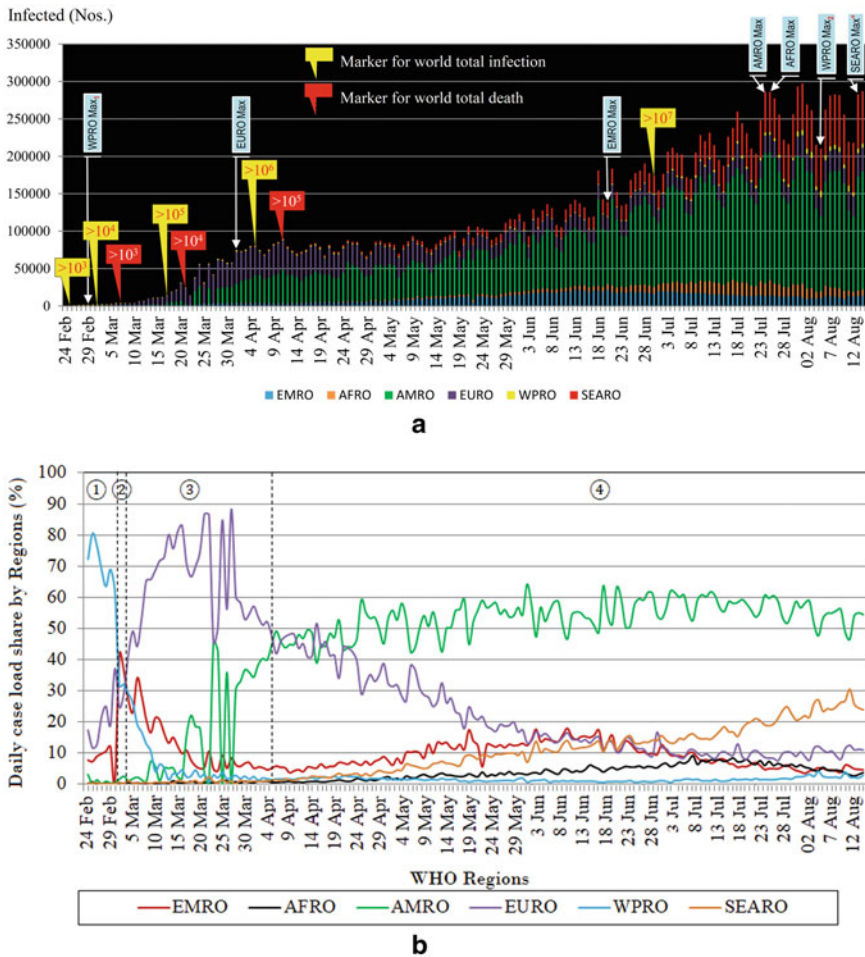 Infected (Nos.)
350000
300000
250000
200000
150000
100000
50000
0
Marker for world total infection
Marker for world total death
WPRO Max1
EURO Max
EMRO Max
AMRO Max
AFRO Max
WPRO Max2
SEARO Max*
>10³
>10⁴
>10³
>10⁵
>10⁴
>10⁶
>10⁵
>10⁷
24 Feb 29 Feb 5 Mar 10 Mar 15 Mar 20 Mar 25 Mar 30 Mar 4 Apr 9 Apr 14 Apr 19 Apr 24 Apr 29 Apr 4 May 9 May 14 May 19 May 24 May 29 May 3 Jun 8 Jun 13 Jun 18 Jun 23 Jun 28 Jun 3 Jul 8 Jul 13 Jul 18 Jul 23 Jul 28 Jul 02 Aug 7 Aug 12 Aug
EMRO AFRO AMRO EURO WPRO SEARO
a
Daily case load share by Regions (%)
100
90
80
70
60
50
40
30
20
10
0
① ② ③ ④
24 Feb 29 Feb 5 Mar 10 Mar 15 Mar 20 Mar 25 Mar 30 Mar 4 Apr 9 Apr 14 Apr 19 Apr 24 Apr 29 Apr 4 May 9 May 14 May 19 May 24 May 29 May 3 Jun 8 Jun 13 Jun 18 Jun 23 Jun 28 Jun 3 Jul 8 Jul 13 Jul 18 Jul 23 Jul 28 Jul 02 Aug 7 Aug 12 Aug
WHO Regions
EMRO AFRO AMRO EURO WPRO SEARO
b